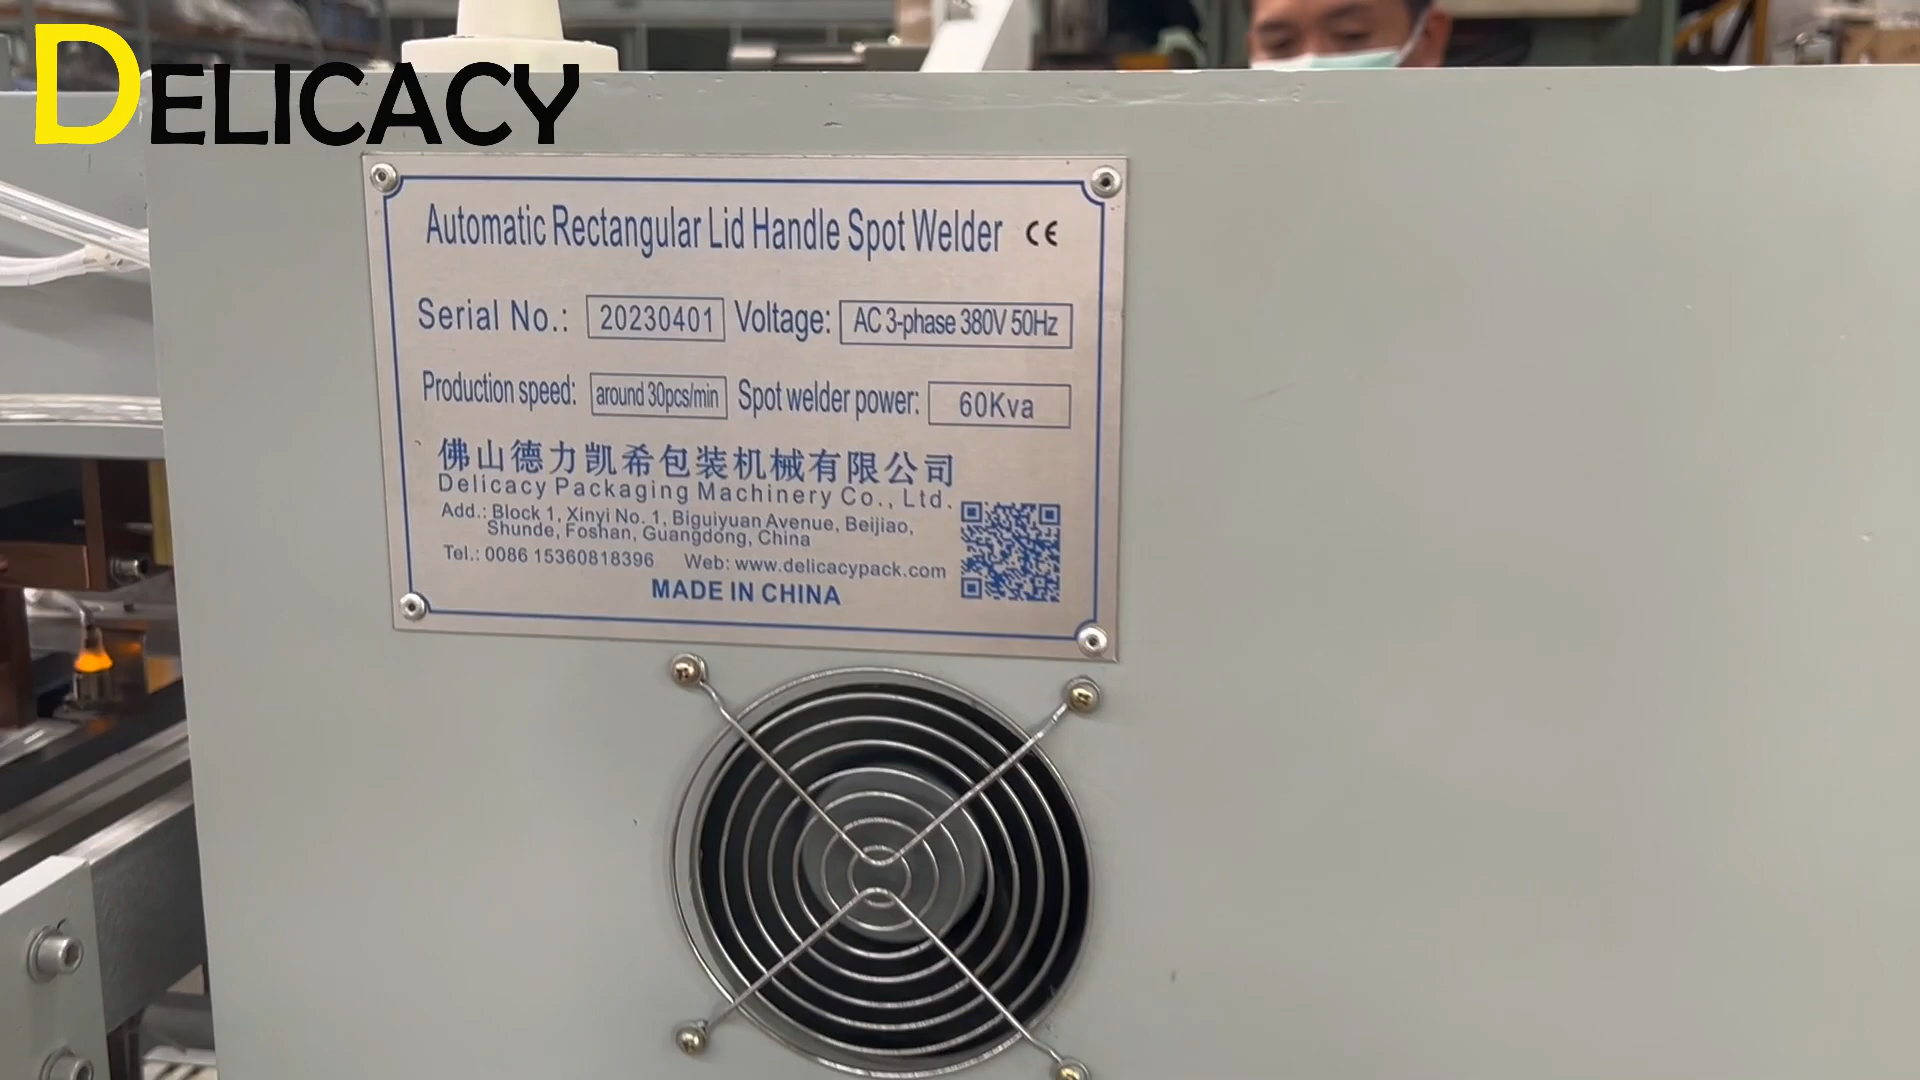 DELICACY
Automatic Rectangular Lid Handle Spot Welder CE
Serial No.: 20230401 Voltage: AC 3-phase 380V 50Hz
Production speed: around 30pcs/min Spot welder power: 60Kva
佛山德力凯希包装机械有限公司
Delicacy Packaging Machinery Co., Ltd.
Add.: Block 1, Xinyi No. 1, Biguiyuan Avenue, Beijiao,
Shunde, Foshan, Guangdong, China
Tel.: 0086 15360818396 Web: www.delicacypack.com
MADE IN CHINA